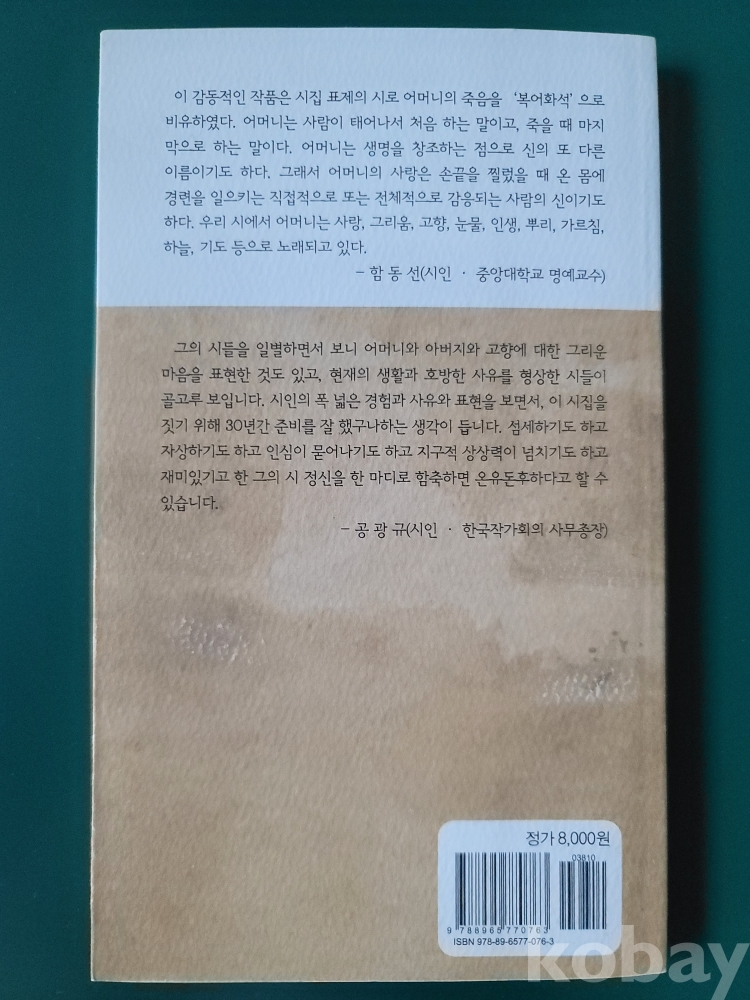 이 감동적인 작품은 시집 표제의 시로 어머니의 죽음을 ‘복어화석’ 으로
비유하였다. 어머니는 사람이 태어나서 처음 하는 말이고, 죽을 때 마지
막으로 하는 말이다. 어머니는 생명을 창조하는 점으로 신의 또 다른
이름이기도 하다. 그래서 어머니의 사랑은 손끝을 찔렀을 때 온 몸에
경련을 일으키는 직접적으로 또는 전체적으로 감응되는 사람의 신이기도
하다. 우리 시에서 어머니는 사랑, 그리움, 고향, 눈물, 인생, 뿌리, 가르침,
하늘, 기도 등으로 노래되고 있다.
– 함 동 선(시인 · 중앙대학교 명예교수)
그의 시들을 일별하면서 보니 어머니와 아버지와 고향에 대한 그리운
마음을 표현한 것도 있고, 현재의 생활과 호방한 사유를 형상한 시들이
골고루 보입니다. 시인의 폭 넓은 경험과 사유와 표현을 보면서, 이 시집을
짓기 위해 30년간 준비를 잘 했구나하는 생각이 듭니다. 섬세하기도 하고
자상하기도 하고 인심이 묻어나기도 하고 지구적 상상력이 넘치기도 하고
재미있기고 한 그의 시 정신을 한 마디로 함축하면 온유돈후하다고 할 수
있습니다.
– 공 광 규(시인 · 한국작가회의 사무총장)
정가 8,000원
03810
9 788965 770763
ISBN 978-89-6577-076-3
kobay